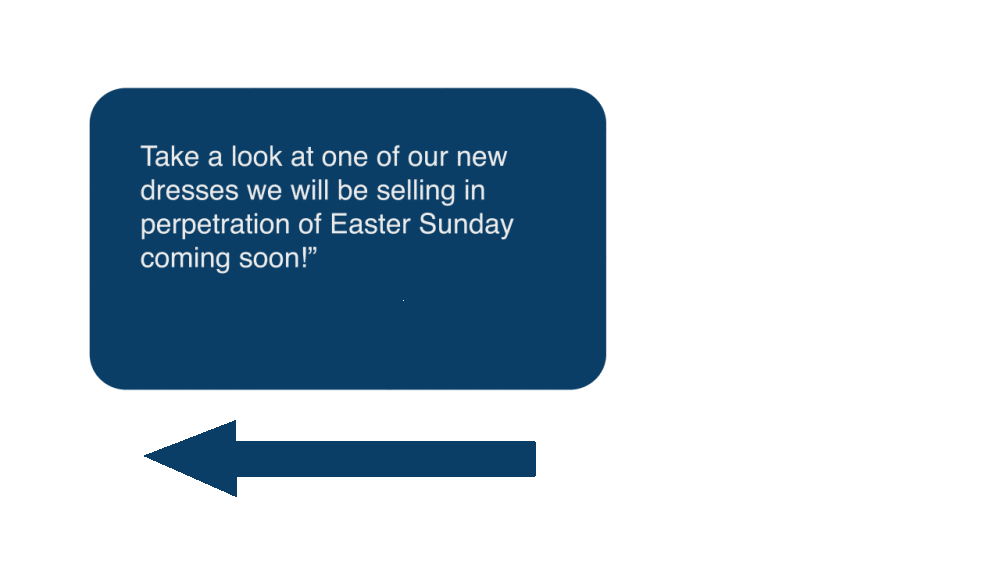 Take a look at one of our new
dresses we will be selling in
perpetration of Easter Sunday
coming soon!”